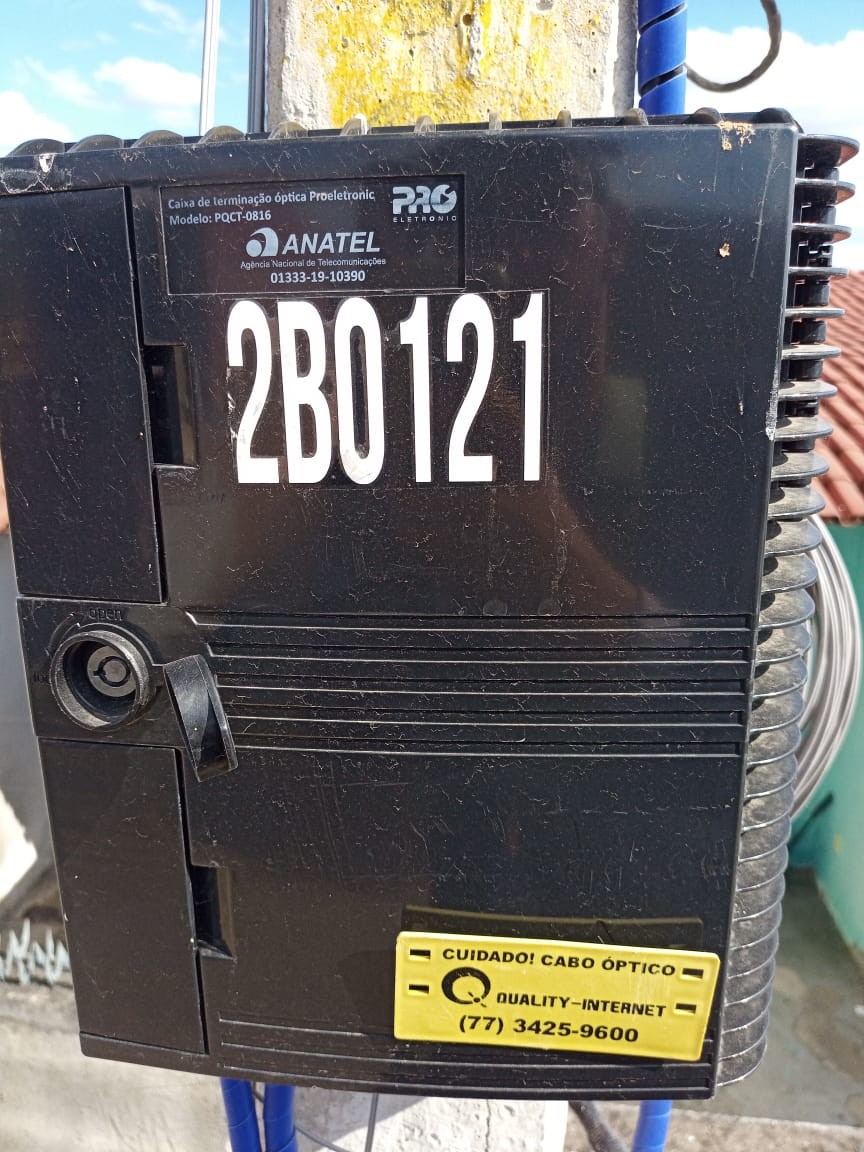 Caixa de terminação óptica Proeletronic
Modelo: PQCT-0816
PRO
ELETRONIC
ANATEL
Agência Nacional de Telecomunicações
01333-19-10390
2B0121
open
CUIDADO! CABO ÓPTICO
QUALITY-INTERNET
(77) 3425-9600